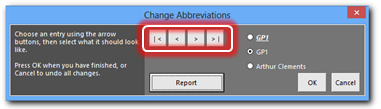 Change Abbreviations
Choose an entry using the arrow
buttons, then select what it should look
like.
Press OK when you have finished, or
Cancel to undo all changes.
|< < > >|
Report
GP1
GP1
Arthur Clements
OK Cancel